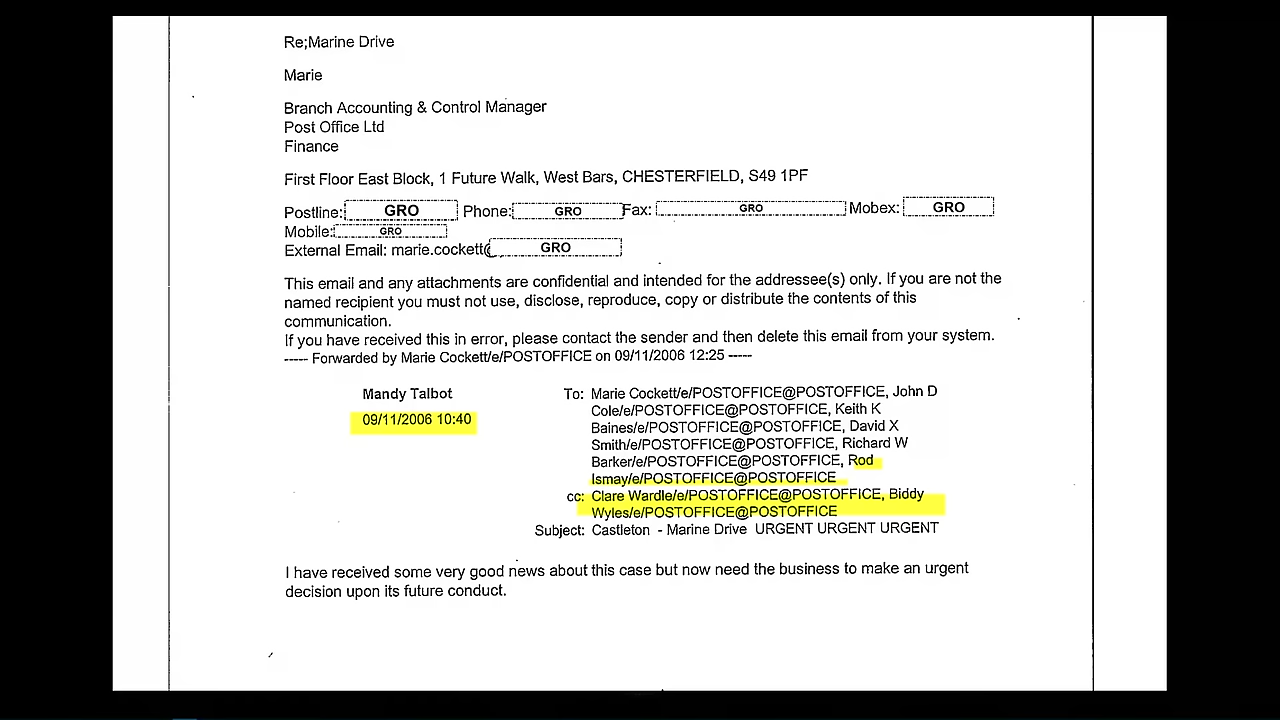 Re;Marine Drive
Marie
Branch Accounting & Control Manager
Post Office Ltd
Finance
First Floor East Block, 1 Future Walk, West Bars, CHESTERFIELD, S49 1PF
Postline: GRO Phone: GRO Fax: GRO Mobex: GRO
Mobile: GRO
External Email: marie.cockett@ GRO
This email and any attachments are confidential and intended for the addressee(s) only. If you are not the
named recipient you must not use, disclose, reproduce, copy or distribute the contents of this
communication.
If you have received this in error, please contact the sender and then delete this email from your system.
----- Forwarded by Marie Cockett/e/POSTOFFICE on 09/11/2006 12:25 -----
Mandy Talbot
09/11/2006 10:40
To: Marie Cockett/e/POSTOFFICE@POSTOFFICE, John D
Cole/e/POSTOFFICE@POSTOFFICE, Keith K
Baines/e/POSTOFFICE@POSTOFFICE, David X
Smith/e/POSTOFFICE@POSTOFFICE, Richard W
Barker/e/POSTOFFICE@POSTOFFICE, Rod
Ismay/e/POSTOFFICE@POSTOFFICE
cc: Clare Wardle/e/POSTOFFICE@POSTOFFICE, Biddy
Wyles/e/POSTOFFICE@POSTOFFICE
Subject: Castleton - Marine Drive URGENT URGENT URGENT
I have received some very good news about this case but now need the business to make an urgent
decision upon its future conduct.